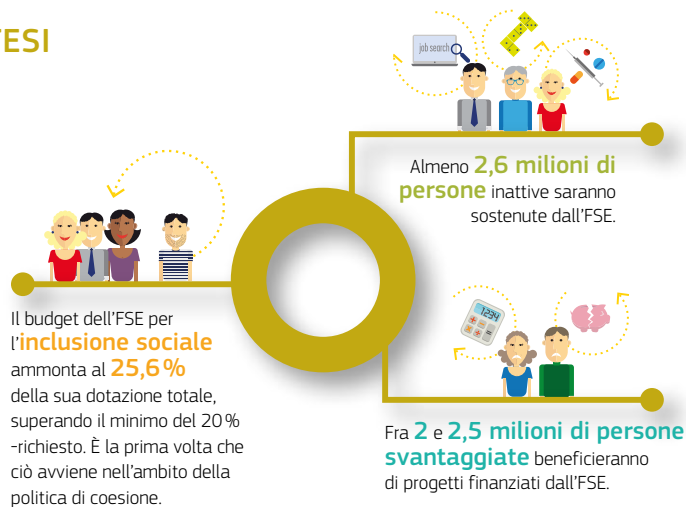 TESI
job search
Almeno 2,6 milioni di
persone inattive saranno
sostenute dall'FSE.
Il budget dell'FSE per
l'inclusione sociale
ammonta al 25,6 %
della sua dotazione totale,
superando il minimo del 20 %
-richiesto. È la prima volta che
ciò avviene nell'ambito della
politica di coesione.
1234
Fra 2 e 2,5 milioni di persone
svantaggiate beneficieranno
di progetti finanziati dall'FSE.